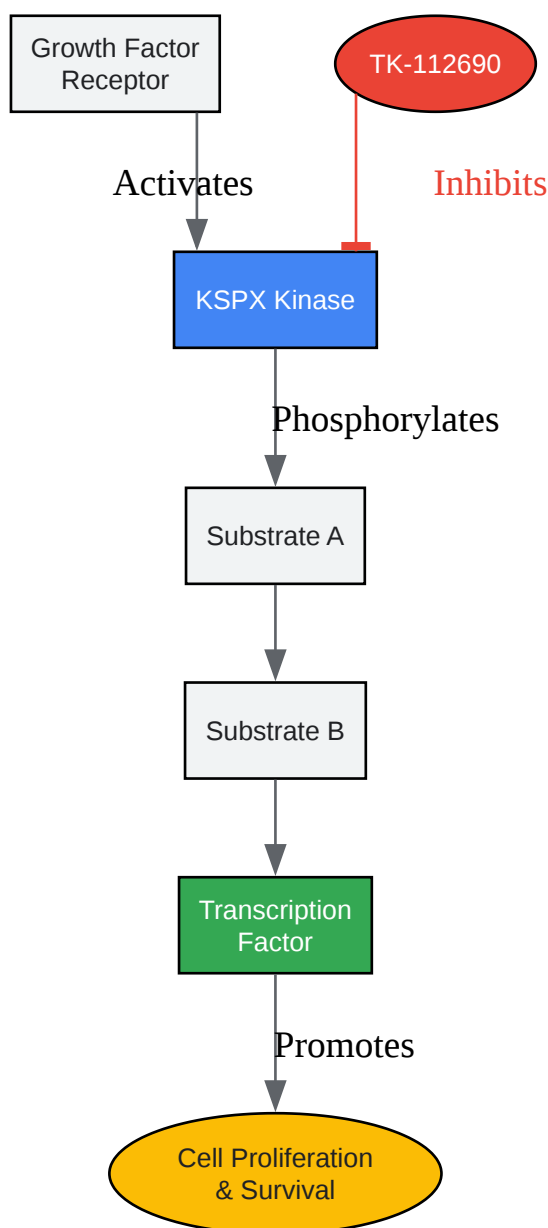 Growth Factor
Receptor
TK-112690
Activates
Inhibits
KSPX Kinase
Phosphorylates
Substrate A
Substrate B
Transcription
Factor
Promotes
Cell Proliferation
& Survival